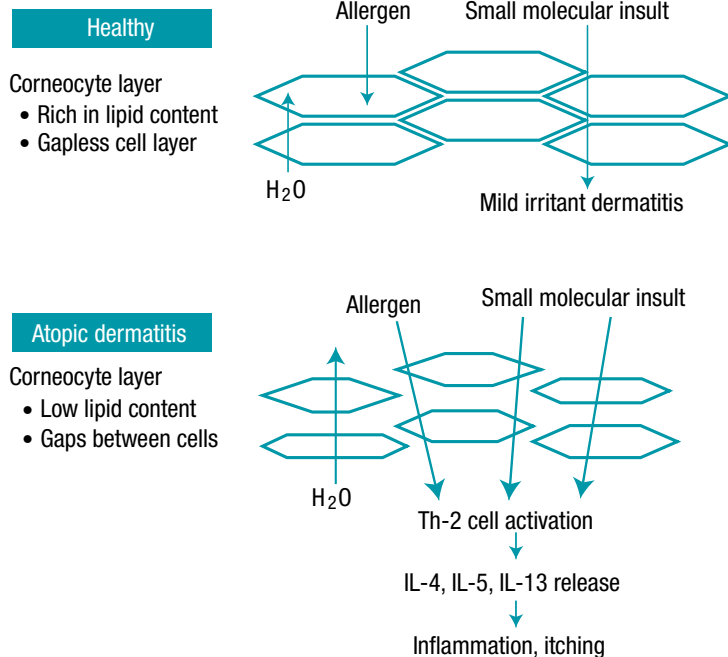 Healthy
Allergen
Small molecular insult
Corneocyte layer
• Rich in lipid content
• Gapless cell layer
H₂O
Mild irritant dermatitis
Atopic dermatitis
Allergen
Small molecular insult
Corneocyte layer
• Low lipid content
• Gaps between cells
H₂O
Th-2 cell activation
IL-4, IL-5, IL-13 release
Inflammation, itching